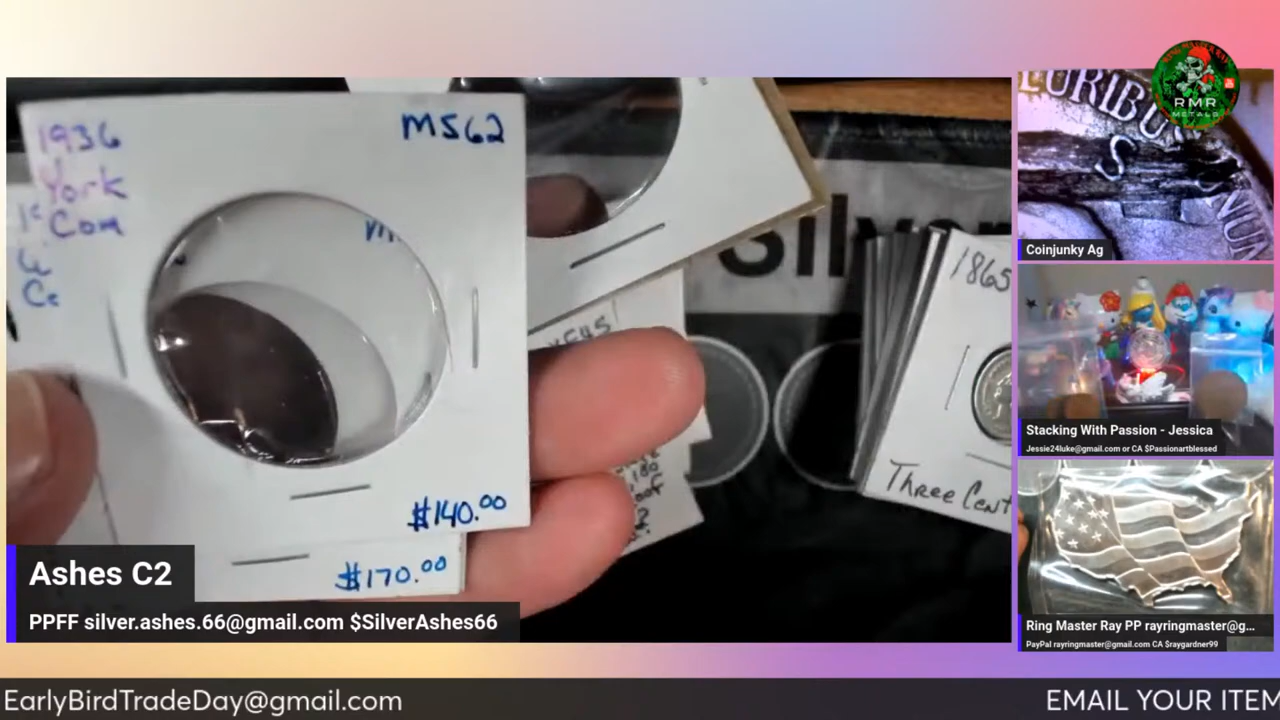 1936
York
Com
MS62
$140.00
$170.00
Silver
1865
Three Cent
Ashes C2
PPFF silver.ashes.66@gmail.com $SilverAshes66
RMR
METALS
Coinjunky Ag
Stacking With Passion - Jessica
Jessie24luke@gmail.com or CA $Passionartblessed
Ring Master Ray PP rayringmaster@g...
PayPal rayringmaster@gmail.com CA $raygardner99
EarlyBirdTradeDay@gmail.com
EMAIL YOUR ITEM